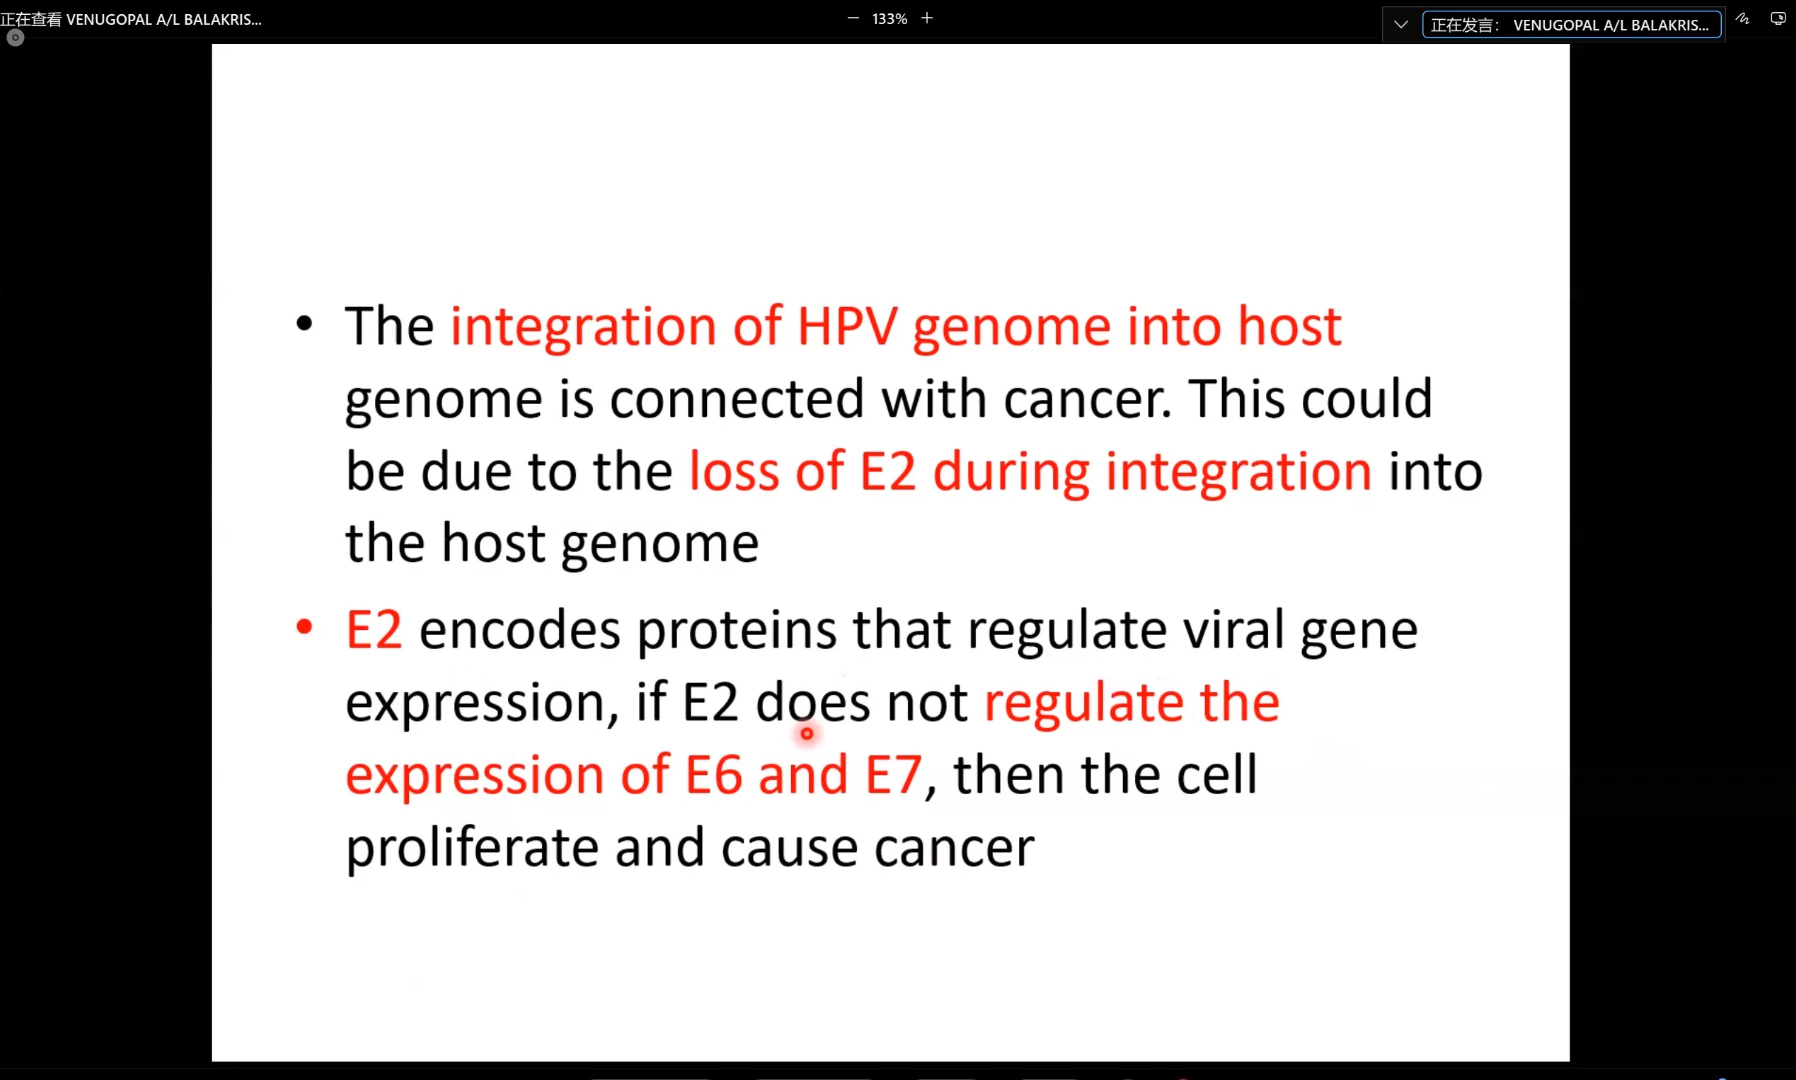 正在查看 VENUGOPAL A/L BALAKRIS...
133%
正在发言： VENUGOPAL A/L BALAKRIS...
• The integration of HPV genome into host
genome is connected with cancer. This could
be due to the loss of E2 during integration into
the host genome
• E2 encodes proteins that regulate viral gene
expression, if E2 does not regulate the
expression of E6 and E7, then the cell
proliferate and cause cancer